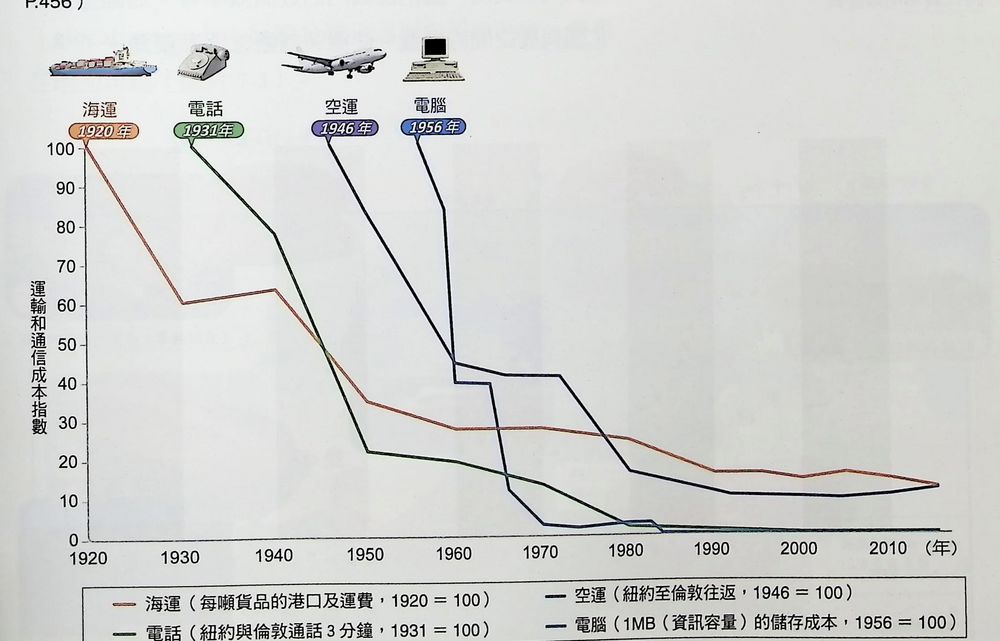 P.456）
海運
電話
空運
電腦
1920 年
1931年
1946 年
1956 年
運輸和通信成本指數
100
90
80
70
60
50
40
30
20
10
0
1920 1930 1940 1950 1960 1970 1980 1990 2000 2010 （年）
海運（每噸貨品的港口及運費，1920 ＝ 100）
空運（紐約至倫敦往返，1946 ＝ 100）
電話（紐約與倫敦通話 3 分鐘，1931 ＝ 100）
電腦（1MB（資訊容量）的儲存成本，1956 ＝ 100）